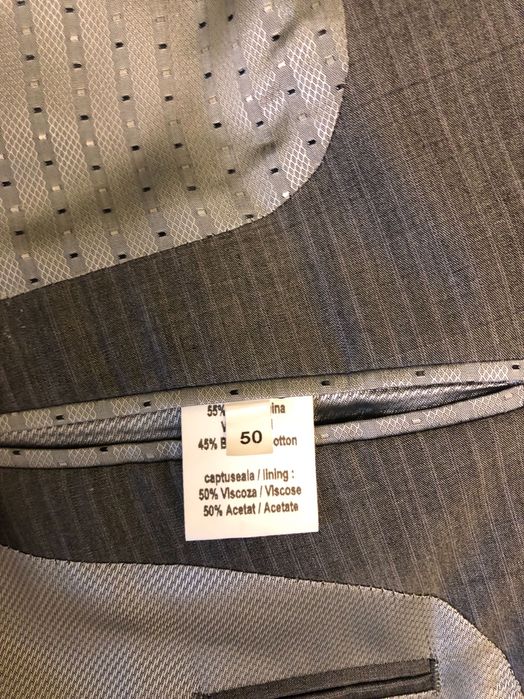 55%
45%
50
captuseala / lining :
50% Viscoza / Viscose
50% Acetat / Acetate